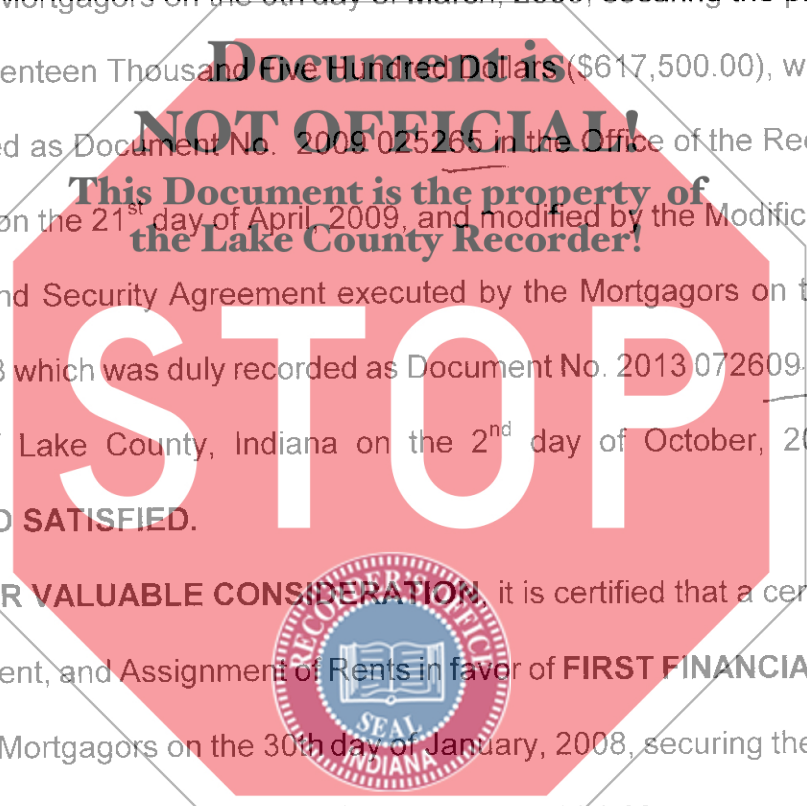 Mortgagors on the 6th day of March, 2009, securing the
Document is
enteen Thousand Five Hundred Dollars ($617,500.00),
NOT OFFICIAL!
ed as Document No. 2009 025265 in the Office of the
This Document is the property of
on the 21st day of April, 2009, and modified by the Modific
the Lake County Recorder!
nd Security Agreement executed by the Mortgagors on
STOP
which was duly recorded as Document No. 2013 072609
Lake County, Indiana on the 2nd day of October, 20
D SATISFIED.
R VALUABLE CONSIDERATION, it is certified that a cer
RECORDER'S OFFICE
ent, and Assignment of Rents in favor of FIRST FINANCIA
SEAL
INDIANA
Mortgagors on the 30th day of January, 2008, securing the